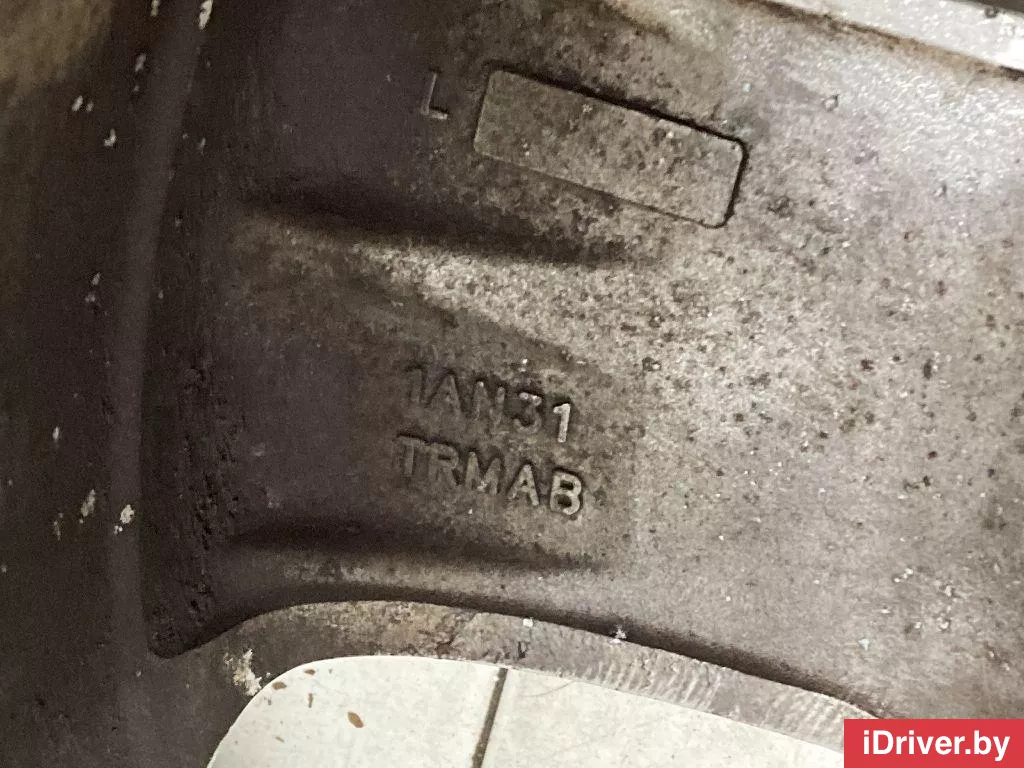 L
1AN31
TRMAB
iDriver.by